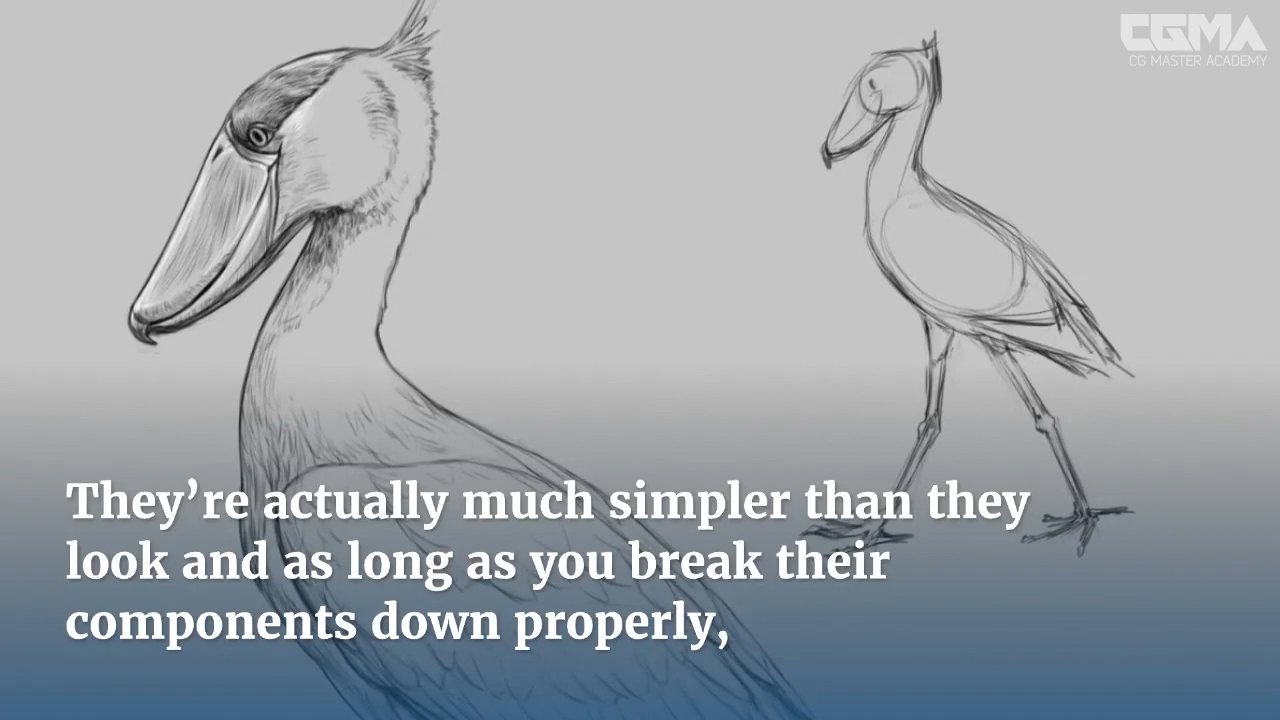 CGMA
CG MASTER ACADEMY
They’re actually much simpler than they
look and as long as you break their
components down properly,